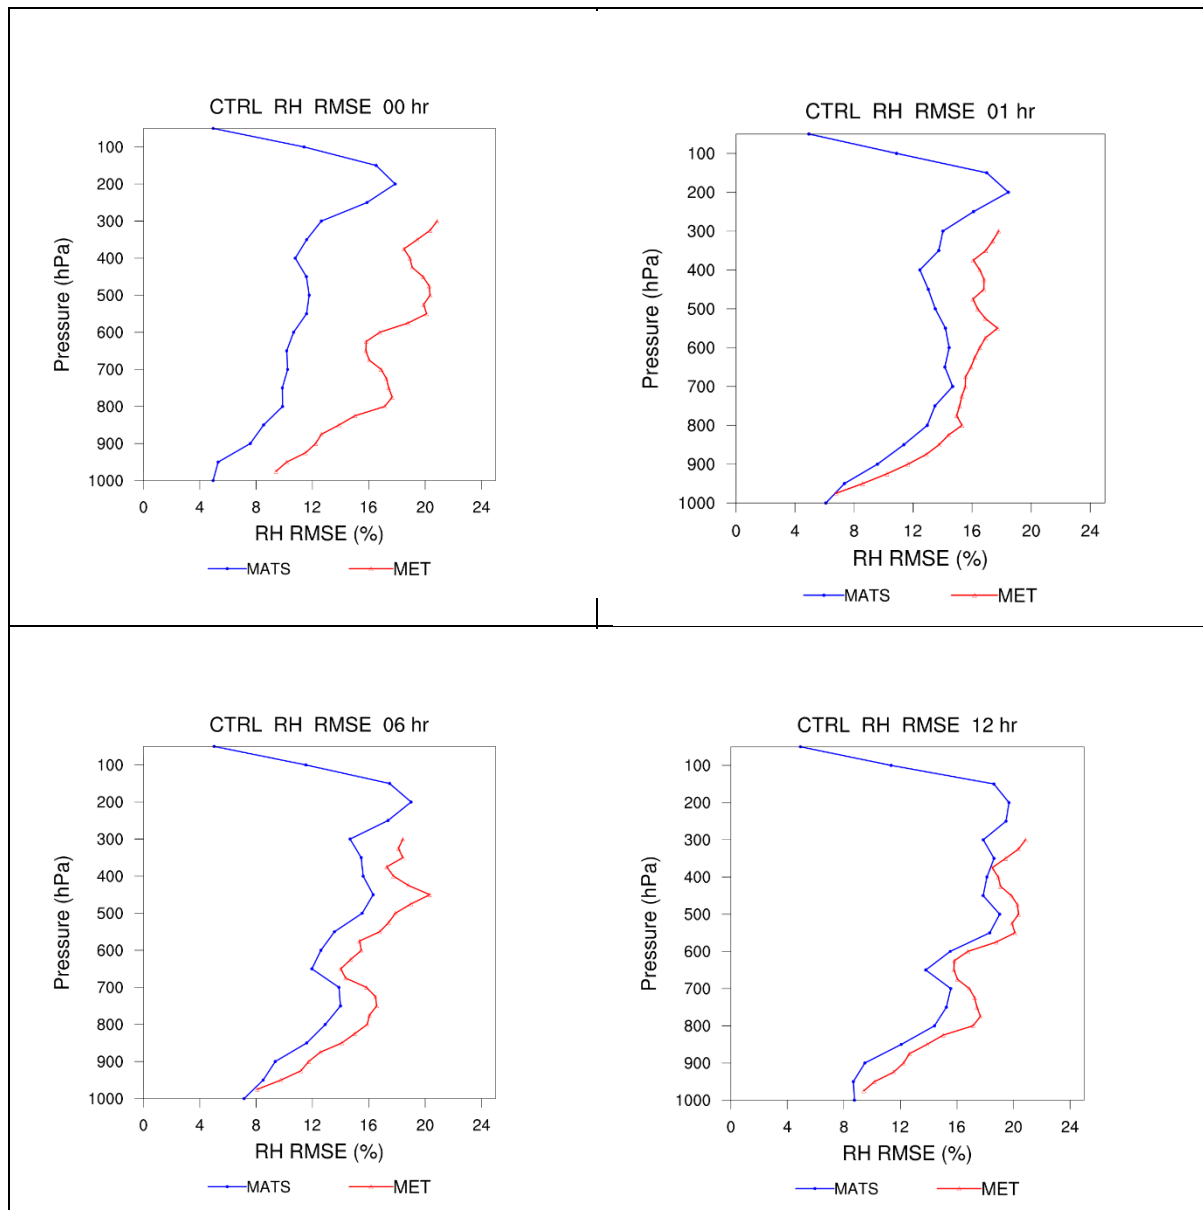 CTRL RH RMSE 00 hr
Pressure (hPa)
100
200
300
400
500
600
700
800
900
1000
0 4 8 12 16 20 24
RH RMSE (%)
MATS MET
CTRL RH RMSE 01 hr
Pressure (hPa)
100
200
300
400
500
600
700
800
900
1000
0 4 8 12 16 20 24
RH RMSE (%)
MATS MET
CTRL RH RMSE 06 hr
Pressure (hPa)
100
200
300
400
500
600
700
800
900
1000
0 4 8 12 16 20 24
RH RMSE (%)
MATS MET
CTRL RH RMSE 12 hr
Pressure (hPa)
100
200
300
400
500
600
700
800
900
1000
0 4 8 12 16 20 24
RH RMSE (%)
MATS MET